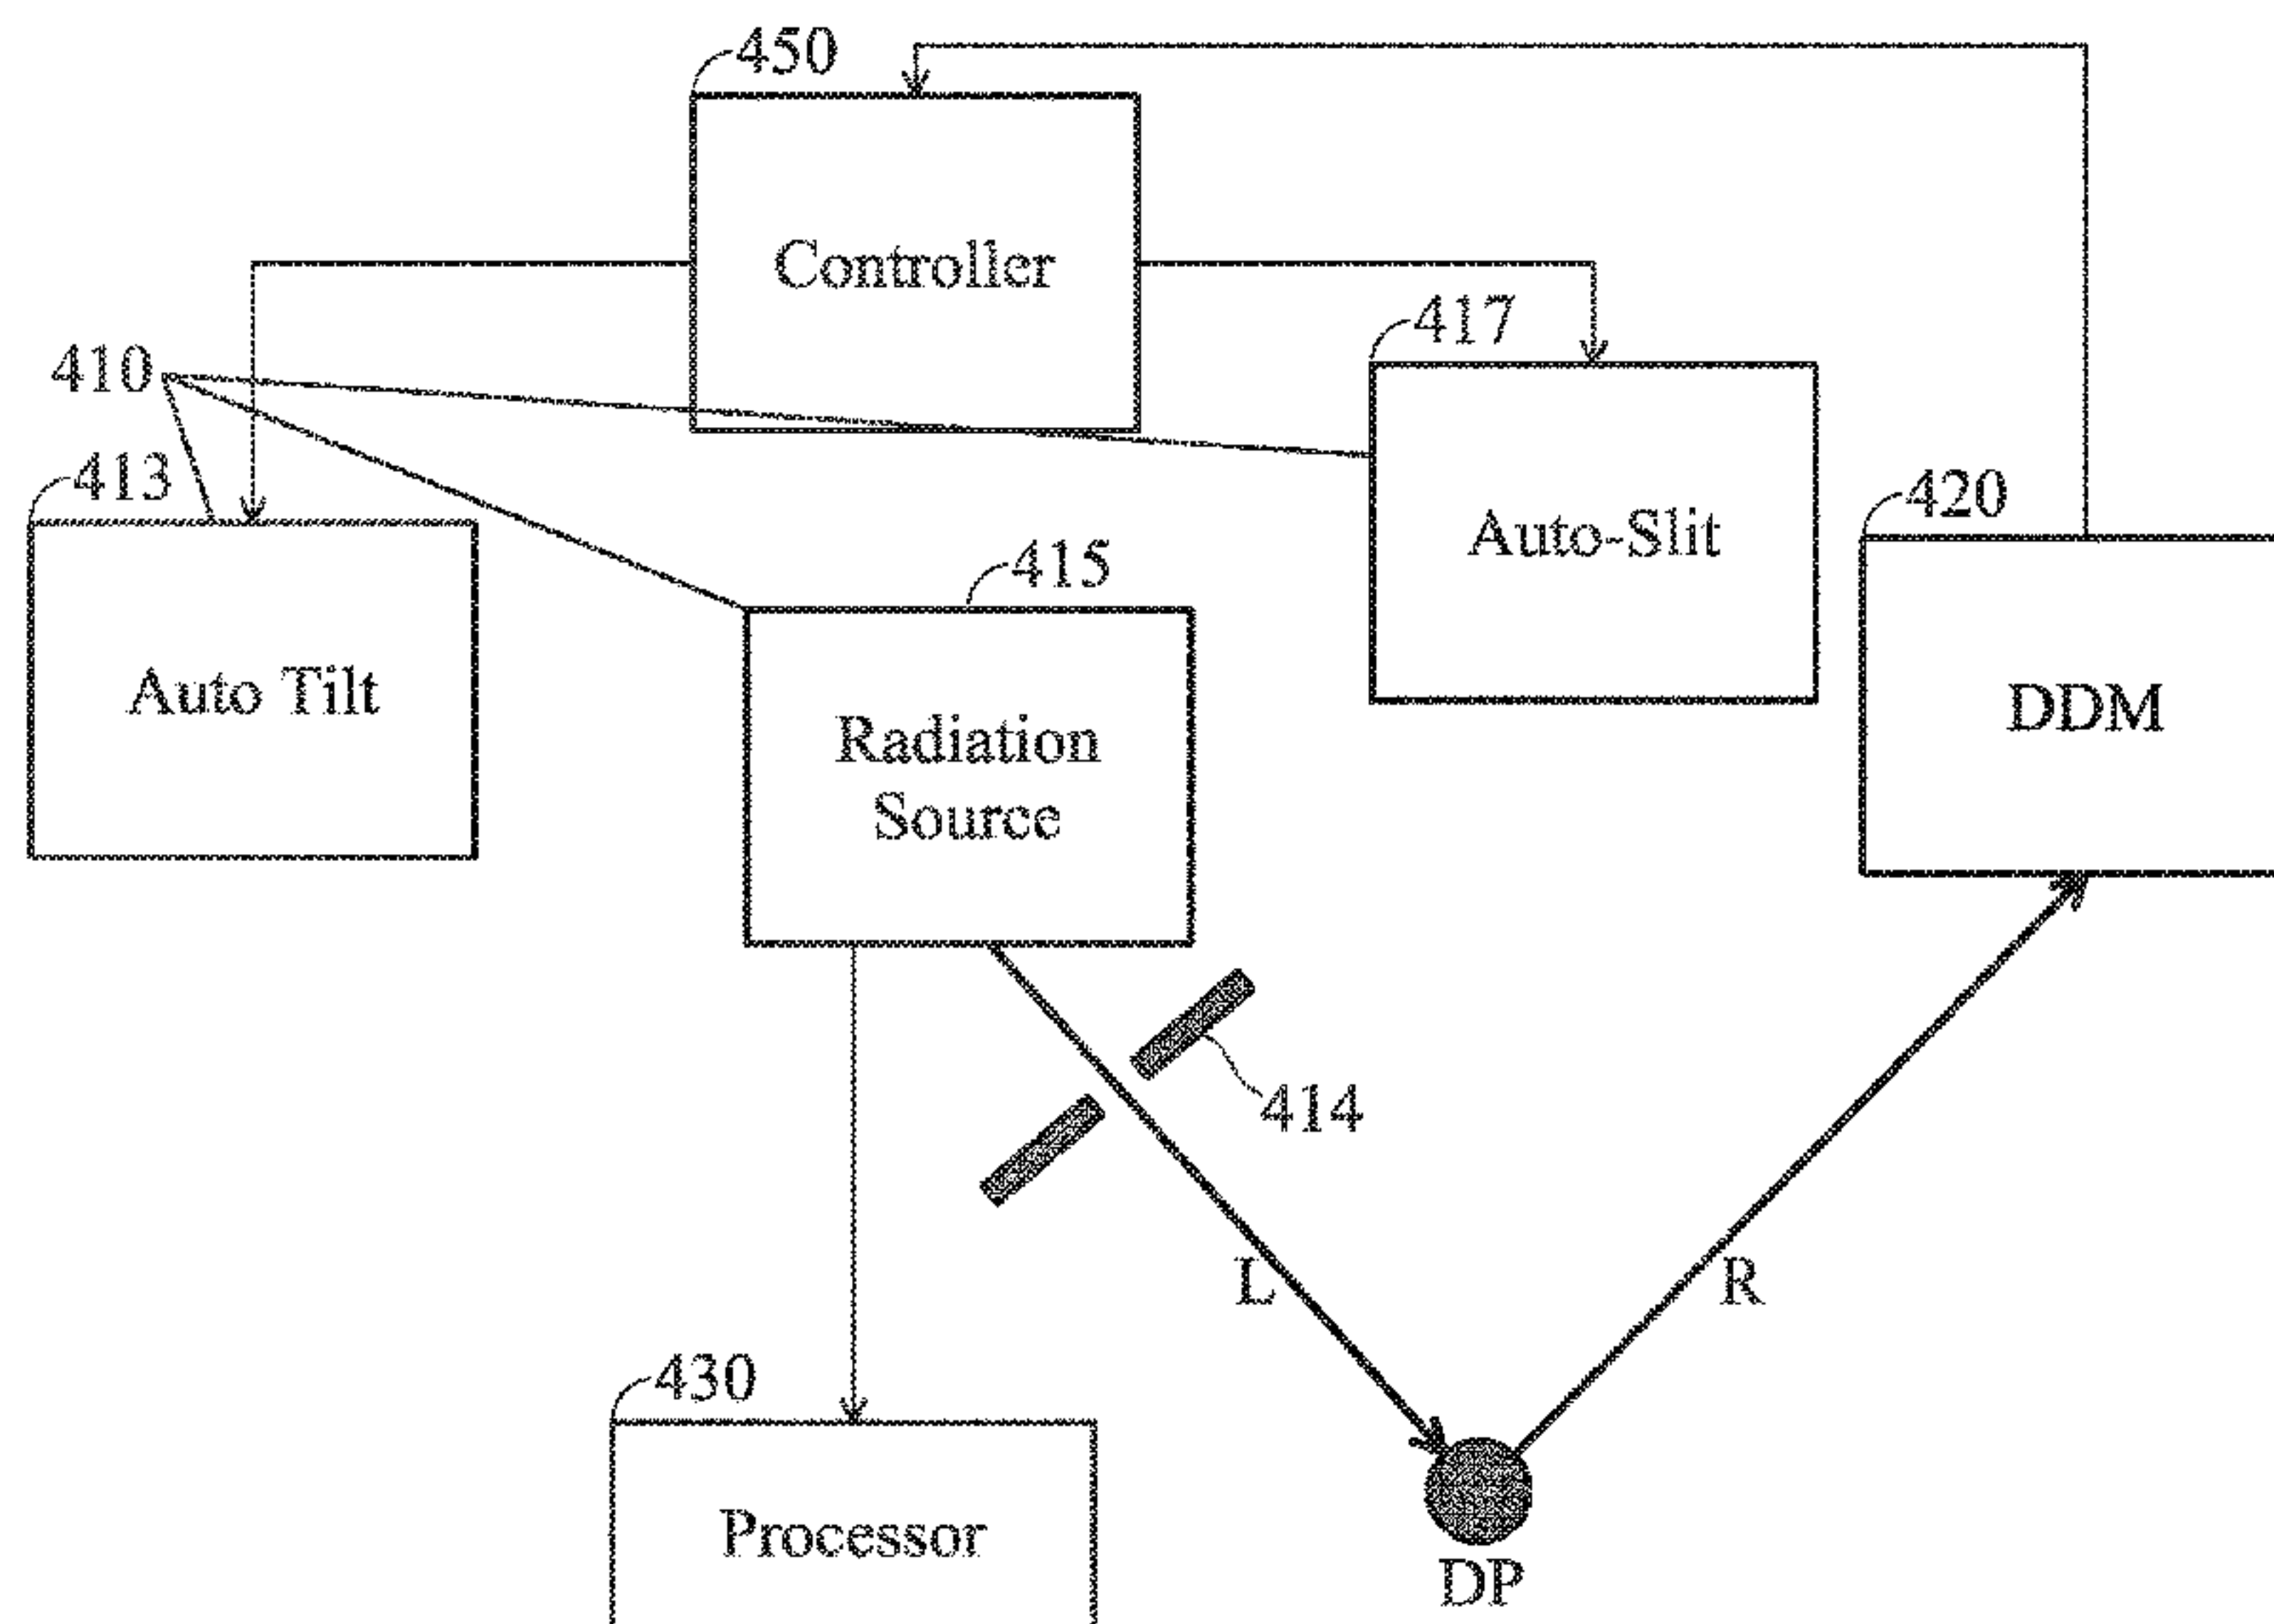 450
Controller
417
410
413
420
Auto-Slit
415
Auto Tilt
DDM
Radiation
Source
414
L
R
430
Processor
DP